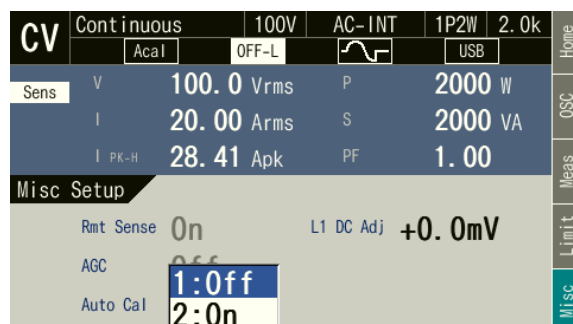 CV Continuous 100V AC-INT 1P2W 2.0k
Acal OFF-L USB
Sens V 100.0 Vrms P 2000 W
I 20.00 Arms S 2000 VA
I PK-H 28.41 Apk PF 1.00
Misc Setup
Rmt Sense On L1 DC Adj +0.0mV
AGC Off
1:Off
Auto Cal 2:On
Home
OSC
Meas
Limit
Misc